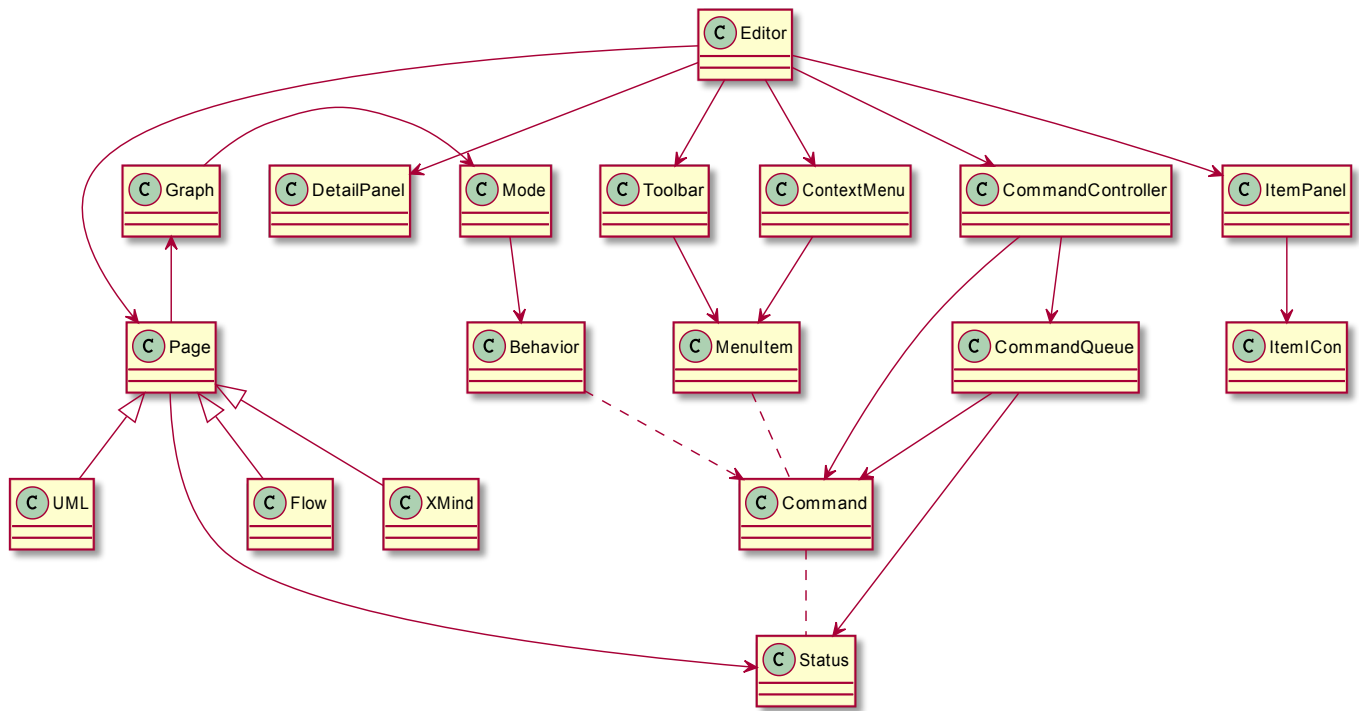 C Editor
C Graph
C DetailPanel
C Mode
C Toolbar
C ContextMenu
C CommandController
C ItemPanel
C Page
C Behavior
C MenuItem
C CommandQueue
C ItemICon
C UML
C Flow
C XMind
C Command
C Status